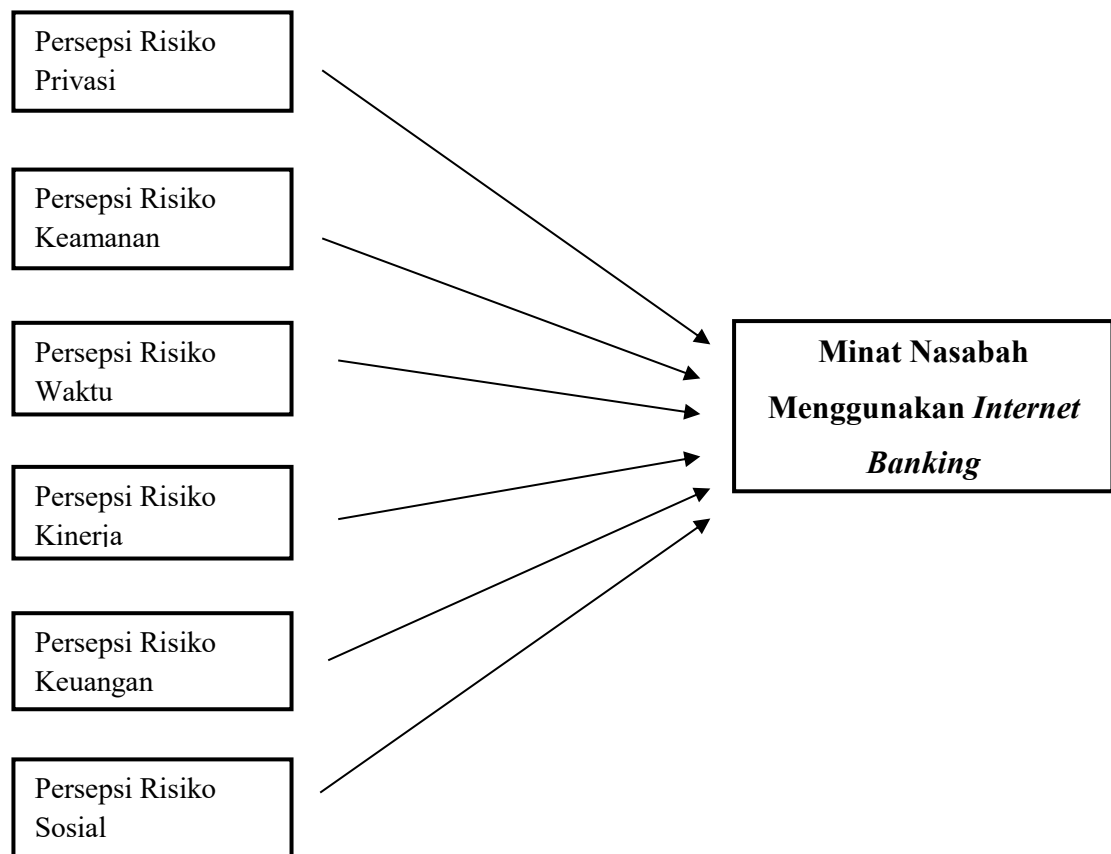 Persepsi Risiko
Privasi
Persepsi Risiko
Keamanan
Persepsi Risiko
Waktu
Minat Nasabah
Menggunakan Internet
Banking
Persepsi Risiko
Kinerja
Persepsi Risiko
Keuangan
Persepsi Risiko
Sosial